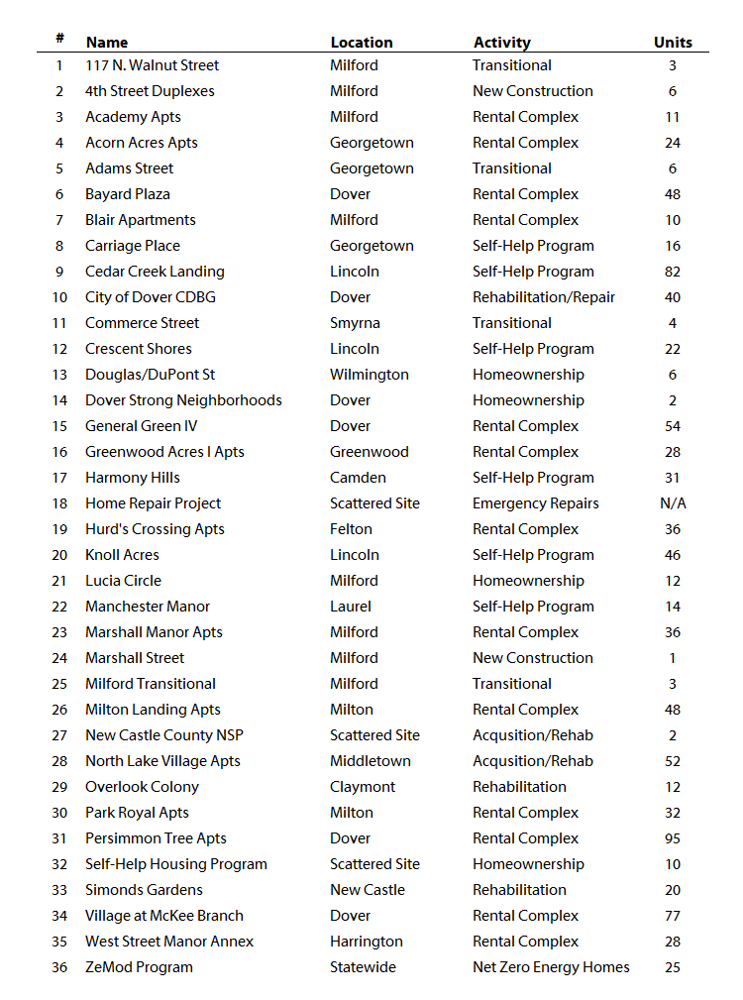 # Name Location Activity Units
1 117 N. Walnut Street Milford Transitional 3
2 4th Street Duplexes Milford New Construction 6
3 Academy Apts Milford Rental Complex 11
4 Acorn Acres Apts Georgetown Rental Complex 24
5 Adams Street Georgetown Transitional 6
6 Bayard Plaza Dover Rental Complex 48
7 Blair Apartments Milford Rental Complex 10
8 Carriage Place Georgetown Self-Help Program 16
9 Cedar Creek Landing Lincoln Self-Help Program 82
10 City of Dover CDBG Dover Rehabilitation/Repair 40
11 Commerce Street Smyrna Transitional 4
12 Crescent Shores Lincoln Self-Help Program 22
13 Douglas/DuPont St Wilmington Homeownership 6
14 Dover Strong Neighborhoods Dover Homeownership 2
15 General Green IV Dover Rental Complex 54
16 Greenwood Acres I Apts Greenwood Rental Complex 28
17 Harmony Hills Camden Self-Help Program 31
18 Home Repair Project Scattered Site Emergency Repairs N/A
19 Hurd's Crossing Apts Felton Rental Complex 36
20 Knoll Acres Lincoln Self-Help Program 46
21 Lucia Circle Milford Homeownership 12
22 Manchester Manor Laurel Self-Help Program 14
23 Marshall Manor Apts Milford Rental Complex 36
24 Marshall Street Milford New Construction 1
25 Milford Transitional Milford Transitional 3
26 Milton Landing Apts Milton Rental Complex 48
27 New Castle County NSP Scattered Site Acqusition/Rehab 2
28 North Lake Village Apts Middletown Acqusition/Rehab 52
29 Overlook Colony Claymont Rehabilitation 12
30 Park Royal Apts Milton Rental Complex 32
31 Persimmon Tree Apts Dover Rental Complex 95
32 Self-Help Housing Program Scattered Site Homeownership 10
33 Simonds Gardens New Castle Rehabilitation 20
34 Village at McKee Branch Dover Rental Complex 77
35 West Street Manor Annex Harrington Rental Complex 28
36 ZeMod Program Statewide Net Zero Energy Homes 25